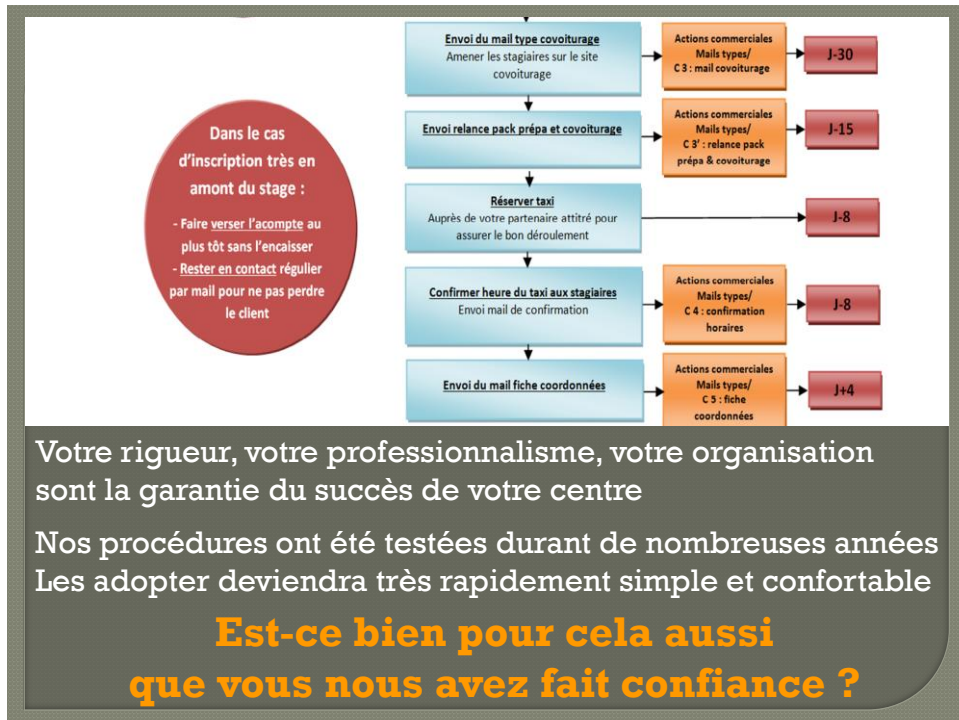 Envoi du mail type covoiturage
Amener les stagiaires sur le site
covoiturage
Actions commerciales
Mails types/
C 3 : mail covoiturage
J-30
Envoi relance pack prépa et covoiturage
Actions commerciales
Mails types/
C 3' : relance pack
prépa & covoiturage
J-15
Dans le cas
d'inscription très en
amont du stage :
- Faire verser l'acompte au
plus tôt sans l'encaisser
- Rester en contact régulier
par mail pour ne pas perdre
le client
Réserver taxi
Auprès de votre partenaire attitré pour
assurer le bon déroulement
J-8
Confirmer heure du taxi aux stagiaires
Envoi mail de confirmation
Actions commerciales
Mails types/
C 4 : confirmation
horaires
J-8
Envoi du mail fiche coordonnées
Actions commerciales
Mails types/
C 5 : fiche
coordonnées
J+4
Votre rigueur, votre professionnalisme, votre organisation
sont la garantie du succès de votre centre
Nos procédures ont été testées durant de nombreuses années
Les adopter deviendra très rapidement simple et confortable
Est-ce bien pour cela aussi
que vous nous avez fait confiance ?